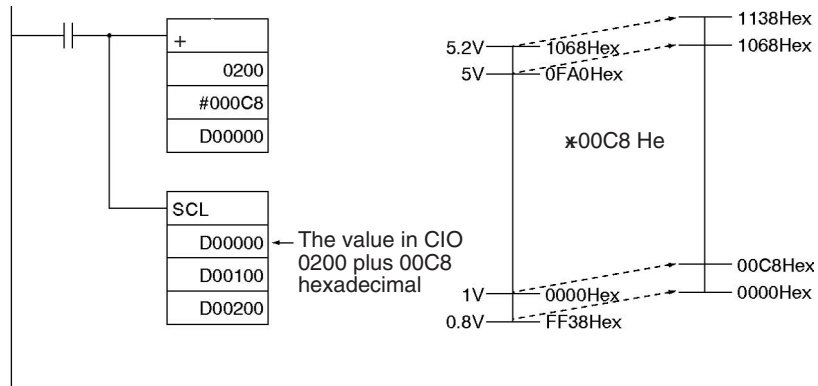 +
0200
#000C8
D00000
SCL
D00000
D00100
D00200
The value in CIO
0200 plus 00C8
hexadecimal
1138Hex
5.2V 1068Hex 1068Hex
5V 0FA0Hex
+00C8 He
00C8Hex
1V 0000Hex 0000Hex
0.8V FF38Hex